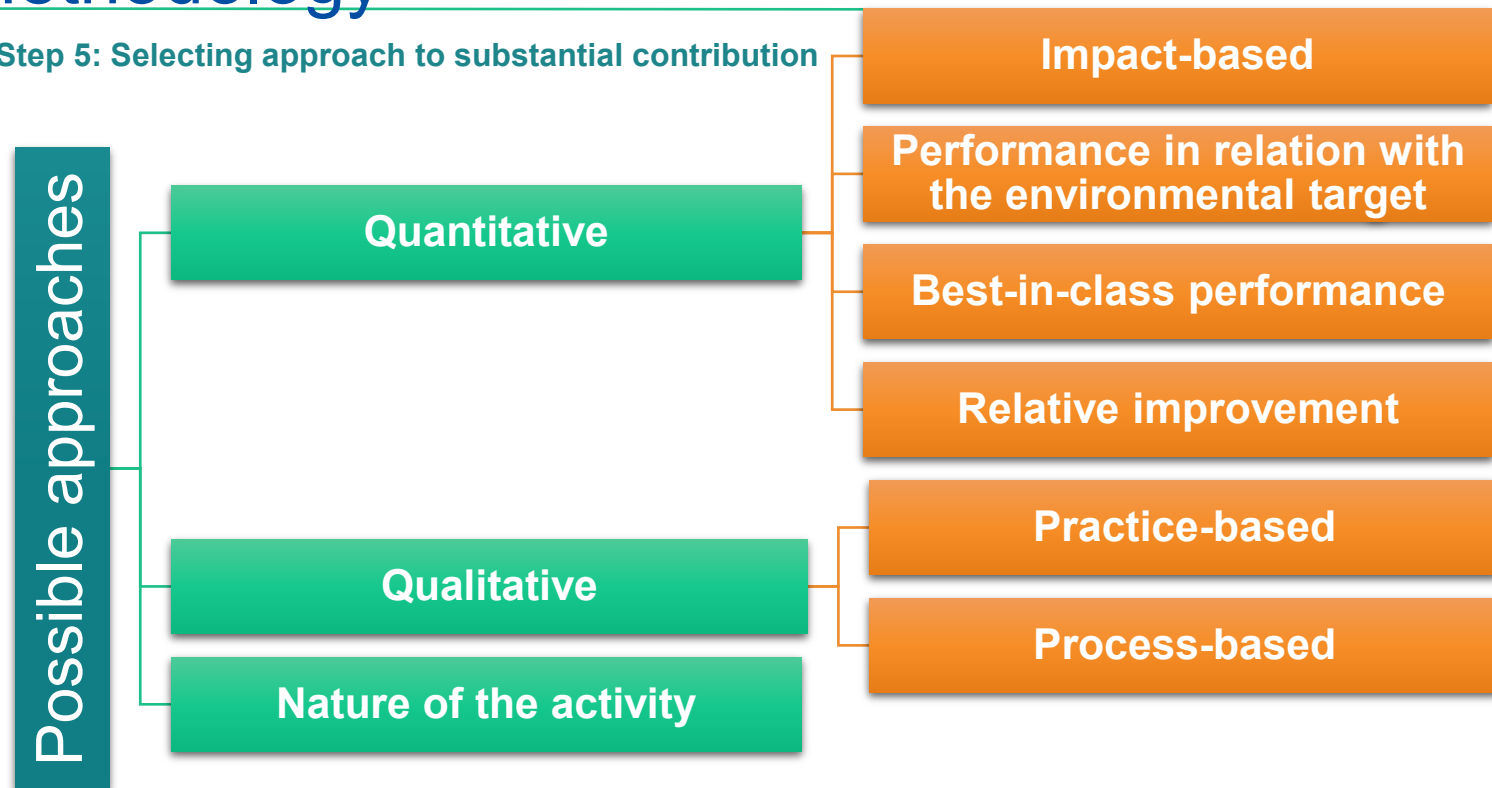 ethodology
Step 5: Selecting approach to substantial contribution
Possible approaches
Quantitative
Impact-based
Performance in relation with
the environmental target
Best-in-class performance
Relative improvement
Qualitative
Practice-based
Process-based
Nature of the activity